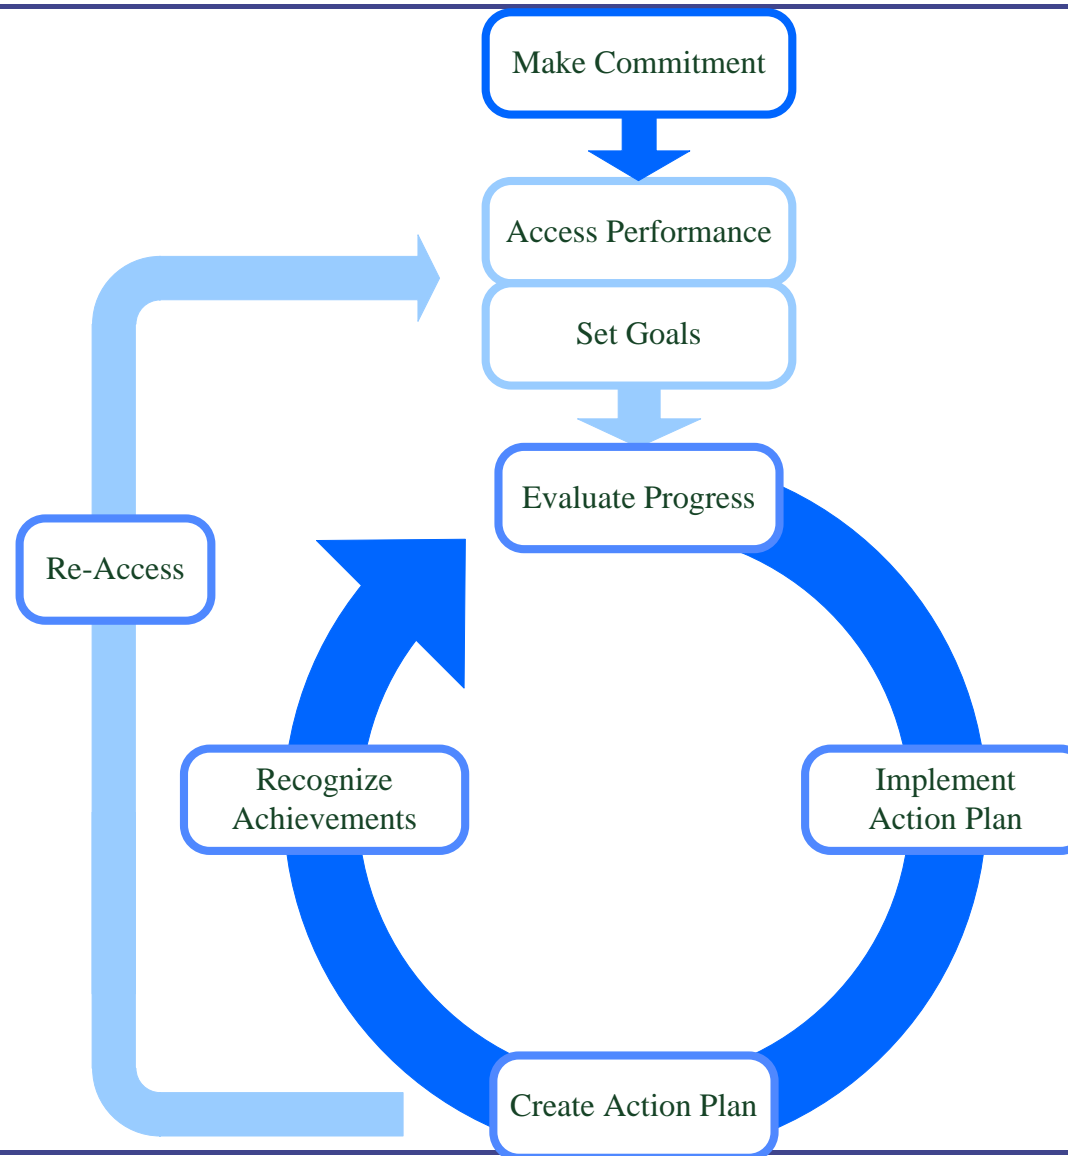 Make Commitment
Access Performance
Set Goals
Evaluate Progress
Re-Access
Recognize
Achievements
Implement
Action Plan
Create Action Plan